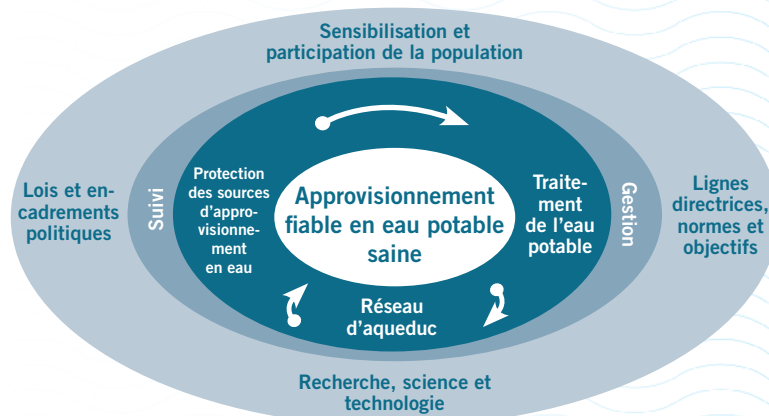 Sensibilisation et
participation de la population
Lois et en-
cadrements
politiques
Suivi
Protection
des sources
d'appro-
visionne-
ment
en eau
Approvisionnement
fiable en eau potable
saine
Traite-
ment
de l'eau
potable
Gestion
Lignes
directrices,
normes et
objectifs
Réseau
d'aqueduc
Recherche, science et
technologie